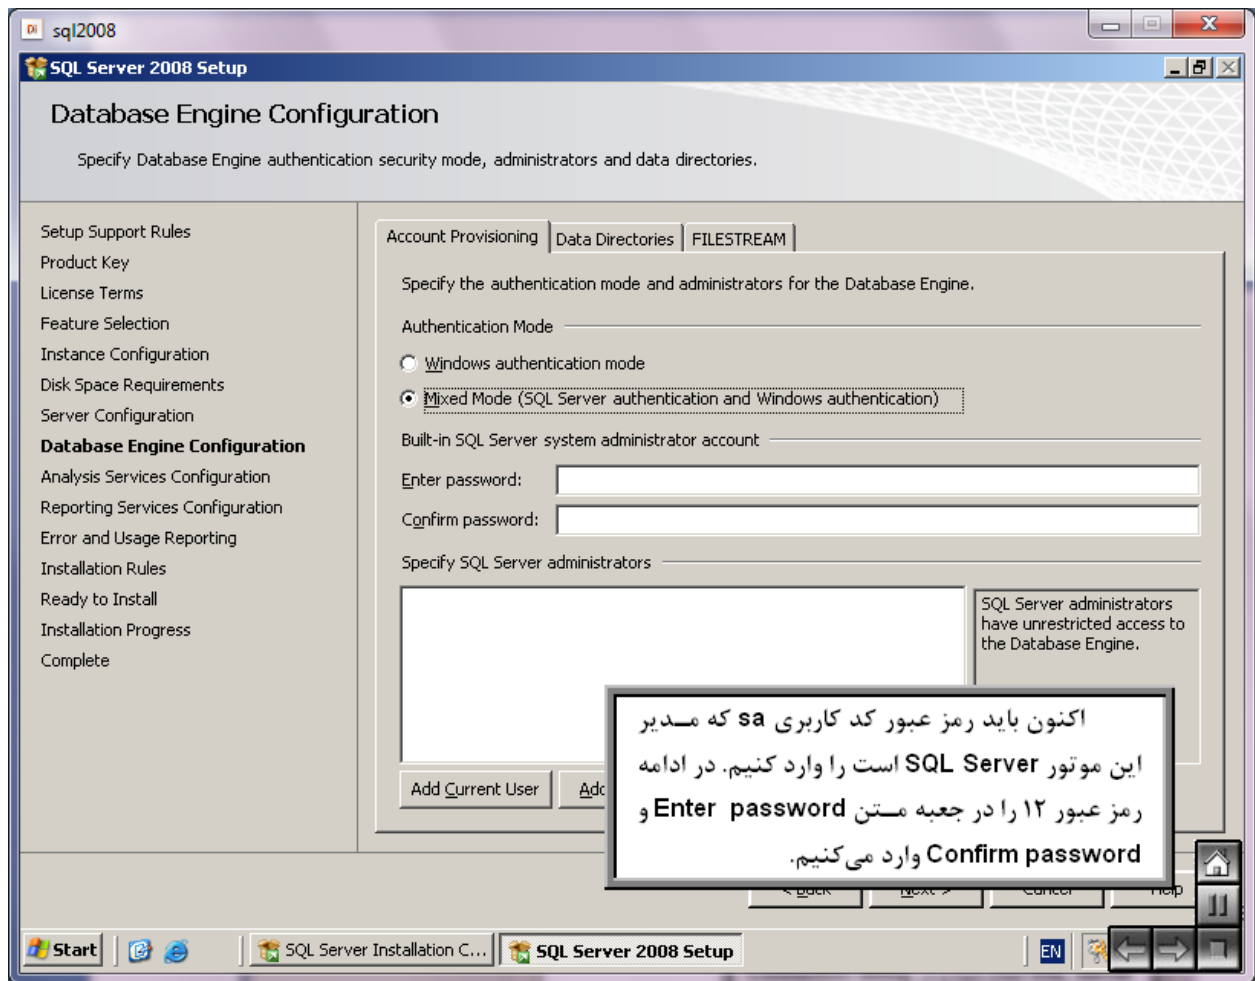 sql2008
SQL Server 2008 Setup
Database Engine Configuration
Specify Database Engine authentication security mode, administrators and data directories.
Setup Support Rules
Product Key
License Terms
Feature Selection
Instance Configuration
Disk Space Requirements
Server Configuration
Database Engine Configuration
Analysis Services Configuration
Reporting Services Configuration
Error and Usage Reporting
Installation Rules
Ready to Install
Installation Progress
Complete
Account Provisioning
Data Directories
FILESTREAM
Specify the authentication mode and administrators for the Database Engine.
Authentication Mode
Windows authentication mode
Mixed Mode (SQL Server authentication and Windows authentication)
Built-in SQL Server system administrator account
Enter password:
Confirm password:
Specify SQL Server administrators
SQL Server administrators
have unrestricted access to
the Database Engine.
Add Current User
اکنون باید رمز عبور کد کاربری sa که مــدیر
این موتور SQL Server است را وارد کنیم. در ادامه
رمز عبور ۱۲ را در جعبه مــتن Enter password و
Confirm password وارد می‌کنیم.
< Back
Next >
Cancel
Help
Start
SQL Server Installation C...
SQL Server 2008 Setup
EN